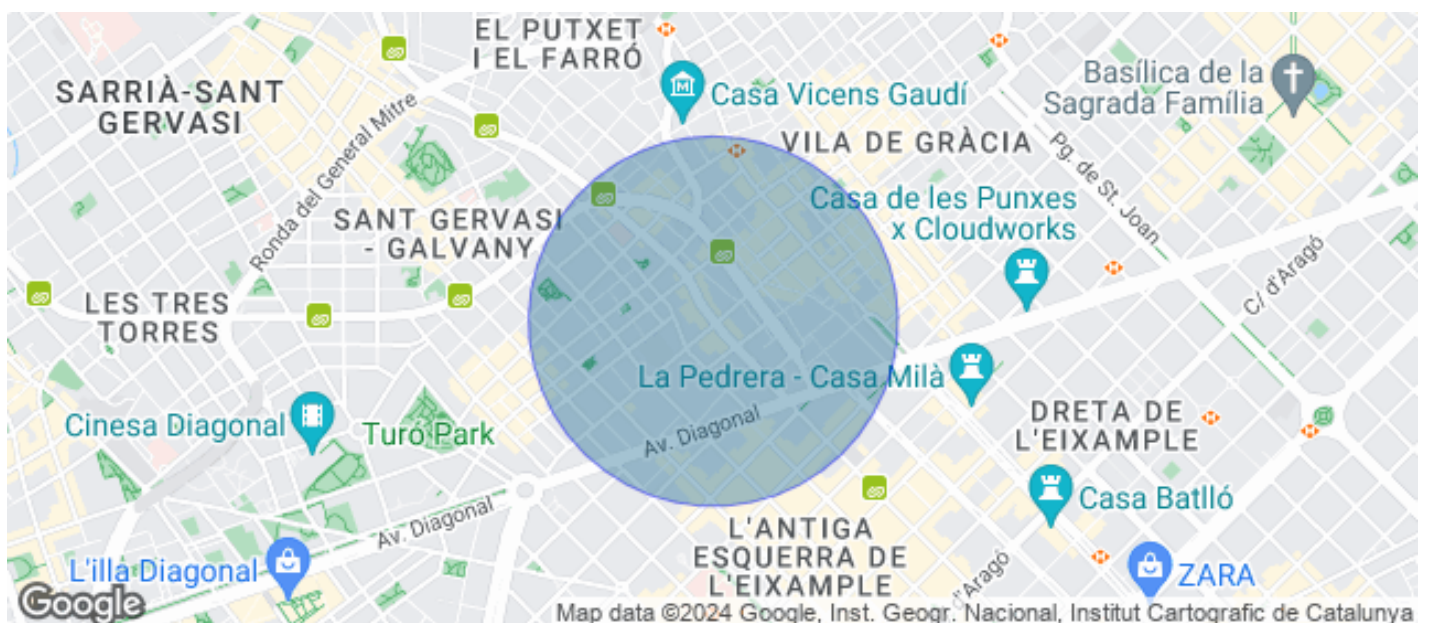 EL PUTXET
I EL FARRÓ
Basílica de la
Sagrada Família
SARRIÀ-SANT
GERVASI
Casa Vicens Gaudí
Ronda del General Mitre
VILA DE GRÀCIA
Pg. de St. Joan
Casa de les Punxes
x Cloudworks
SANT GERVASI
- GALVANY
C/ d'Aragó
LES TRES
TORRES
La Pedrera - Casa Milà
Av. Diagonal
Cinesa Diagonal
Turó Park
DRETA DE
L'EIXAMPLE
Casa Batlló
Av. Diagonal
L'ANTIGA
ESQUERRA DE
L'EIXAMPLE
d'Aragó
L'illa Diagonal
ZARA
Google
Map data ©2024 Google, Inst. Geogr. Nacional, Institut Cartografic de Catalunya